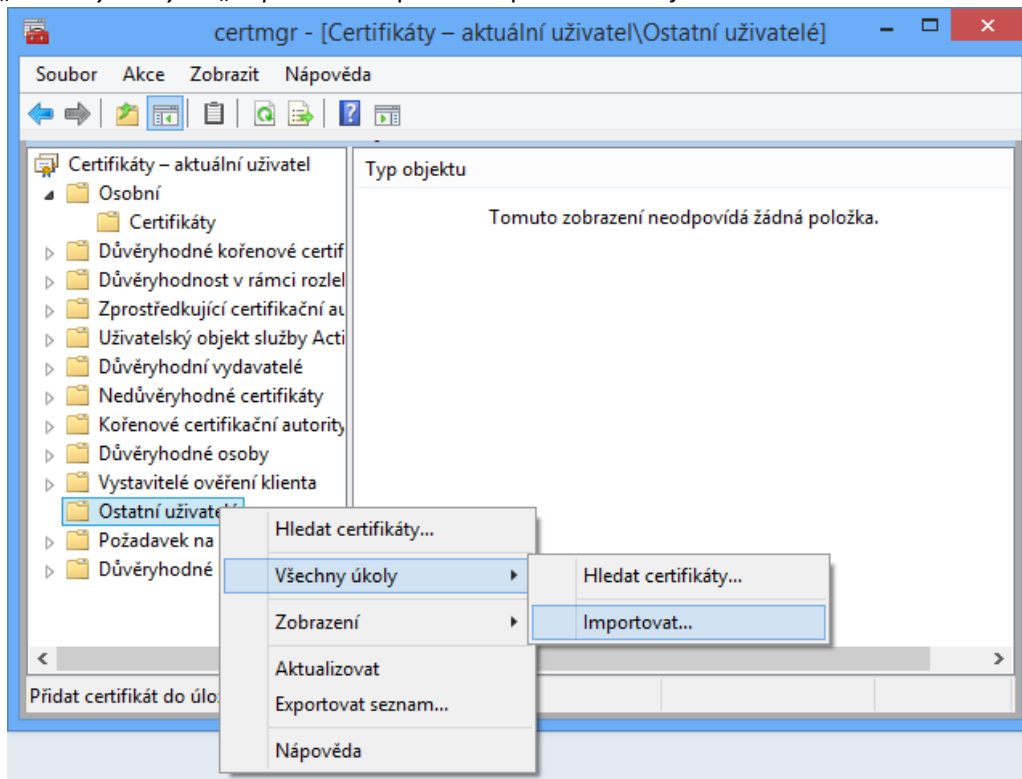 certmgr - [Certifikáty – aktuální uživatel\Ostatní uživatelé]
Soubor Akce Zobrazit Nápověda
Certifikáty – aktuální uživatel
Typ objektu
Osobní
Certifikáty
Tomuto zobrazení neodpovídá žádná položka.
Důvěryhodné kořenové certif
Důvěryhodnost v rámci rozlel
Zprostředkující certifikační au
Uživatelský objekt služby Acti
Důvěryhodní vydavatelé
Nedůvěryhodné certifikáty
Kořenové certifikační autority
Důvěryhodné osoby
Vystavitelé ověření klienta
Ostatní uživatelé
Požadavek na
Důvěryhodné
Hledat certifikáty...
Všechny úkoly
Zobrazení
Aktualizovat
Exportovat seznam...
Nápověda
Hledat certifikáty...
Importovat...
Přidat certifikát do úlo